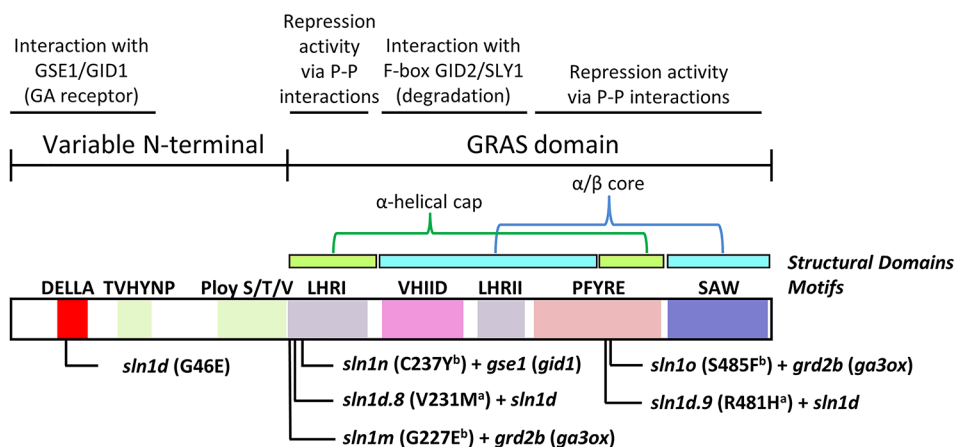 Interaction with
GSE1/GID1
(GA receptor)
Repression
activity
via P-P
interactions
Interaction with
F-box GID2/SLY1
(degradation)
Repression activity
via P-P interactions
Variable N-terminal
GRAS domain
α-helical cap
α/β core
Structural Domains
Motifs
DELLA TVHYNP Ploy S/T/V LHRI VHIID LHRII PFYRE SAW
sln1d (G46E)
sln1n (C237Yᵇ) + gse1 (gid1)
sln1d.8 (V231Mᵃ) + sln1d
sln1m (G227Eᵇ) + grd2b (ga3ox)
sln1o (S485Fᵇ) + grd2b (ga3ox)
sln1d.9 (R481Hᵃ) + sln1d